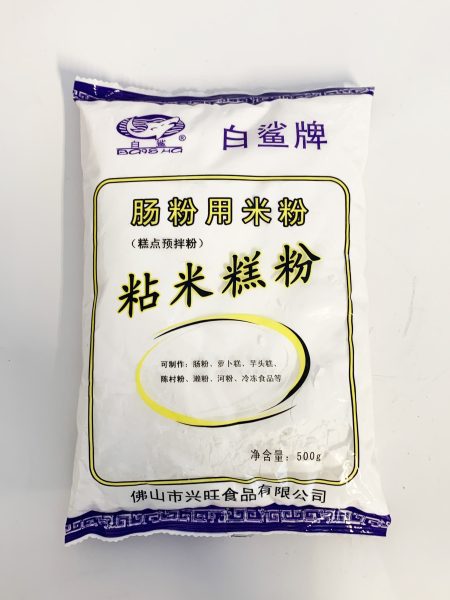 白鲨
BAISHA
®
白鲨牌
肠粉用米粉
（糕点预拌粉）
粘米糕粉
可制作：肠粉、萝卜糕、芋头糕、
陈村粉、濑粉、河粉、冷冻食品等
净含量：500g
佛山市兴旺食品有限公司